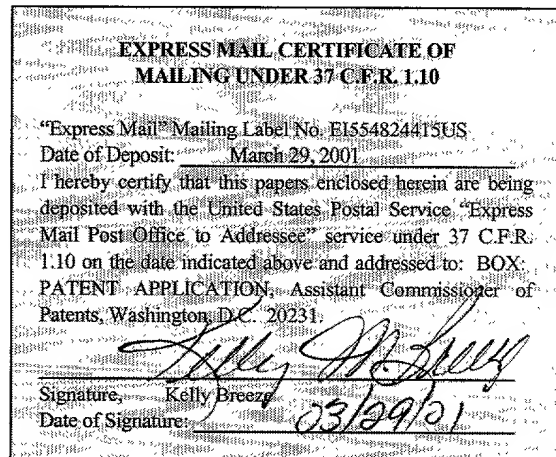 EXPRESS MAIL CERTIFICATE OF
MAILING UNDER 37 C.F.R. 1.10
"Express Mail" Mailing Label No. EI554824415US
Date of Deposit: March 29, 2001
I hereby certify that this papers enclosed herein are being
deposited with the United States Postal Service "Express
Mail Post Office to Addressee" service under 37 C.F.R.
1.10 on the date indicated above and addressed to: BOX:
PATENT APPLICATION, Assistant Commissioner of
Patents, Washington, D.C. 20231.
Kelly M Breeze
Signature, Kelly Breeze
Date of Signature: 03/29/01